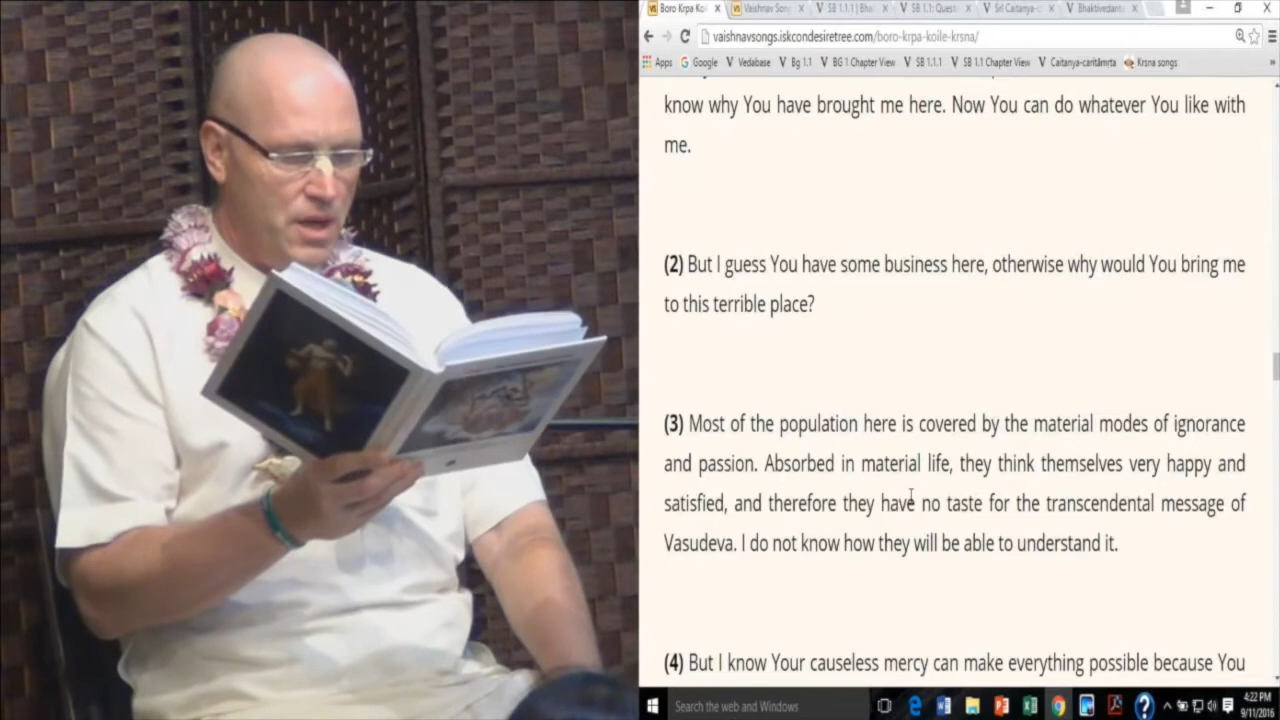 Boro Krpa Koi
Vaishnav Song
SB 1.1.1 | Bha
SB 1.1: Quest
Sri Caitanya-c
Bhaktivedant
vaishnavsongs.iskcondesiretree.com/boro-krpa-koile-krsna/
Apps Google Vedabase Bg 1.1 BG 1 Chapter View SB 1.1.1 SB 1.1 Chapter View Caitanya-caritāmrta Krsna songs »
know why You have brought me here. Now You can do whatever You like with
me.
(2) But I guess You have some business here, otherwise why would You bring me
to this terrible place?
(3) Most of the population here is covered by the material modes of ignorance
and passion. Absorbed in material life, they think themselves very happy and
satisfied, and therefore they have no taste for the transcendental message of
Vasudeva. I do not know how they will be able to understand it.
(4) But I know Your causeless mercy can make everything possible because You
Search the web and Windows
4:22 PM
9/11/2016